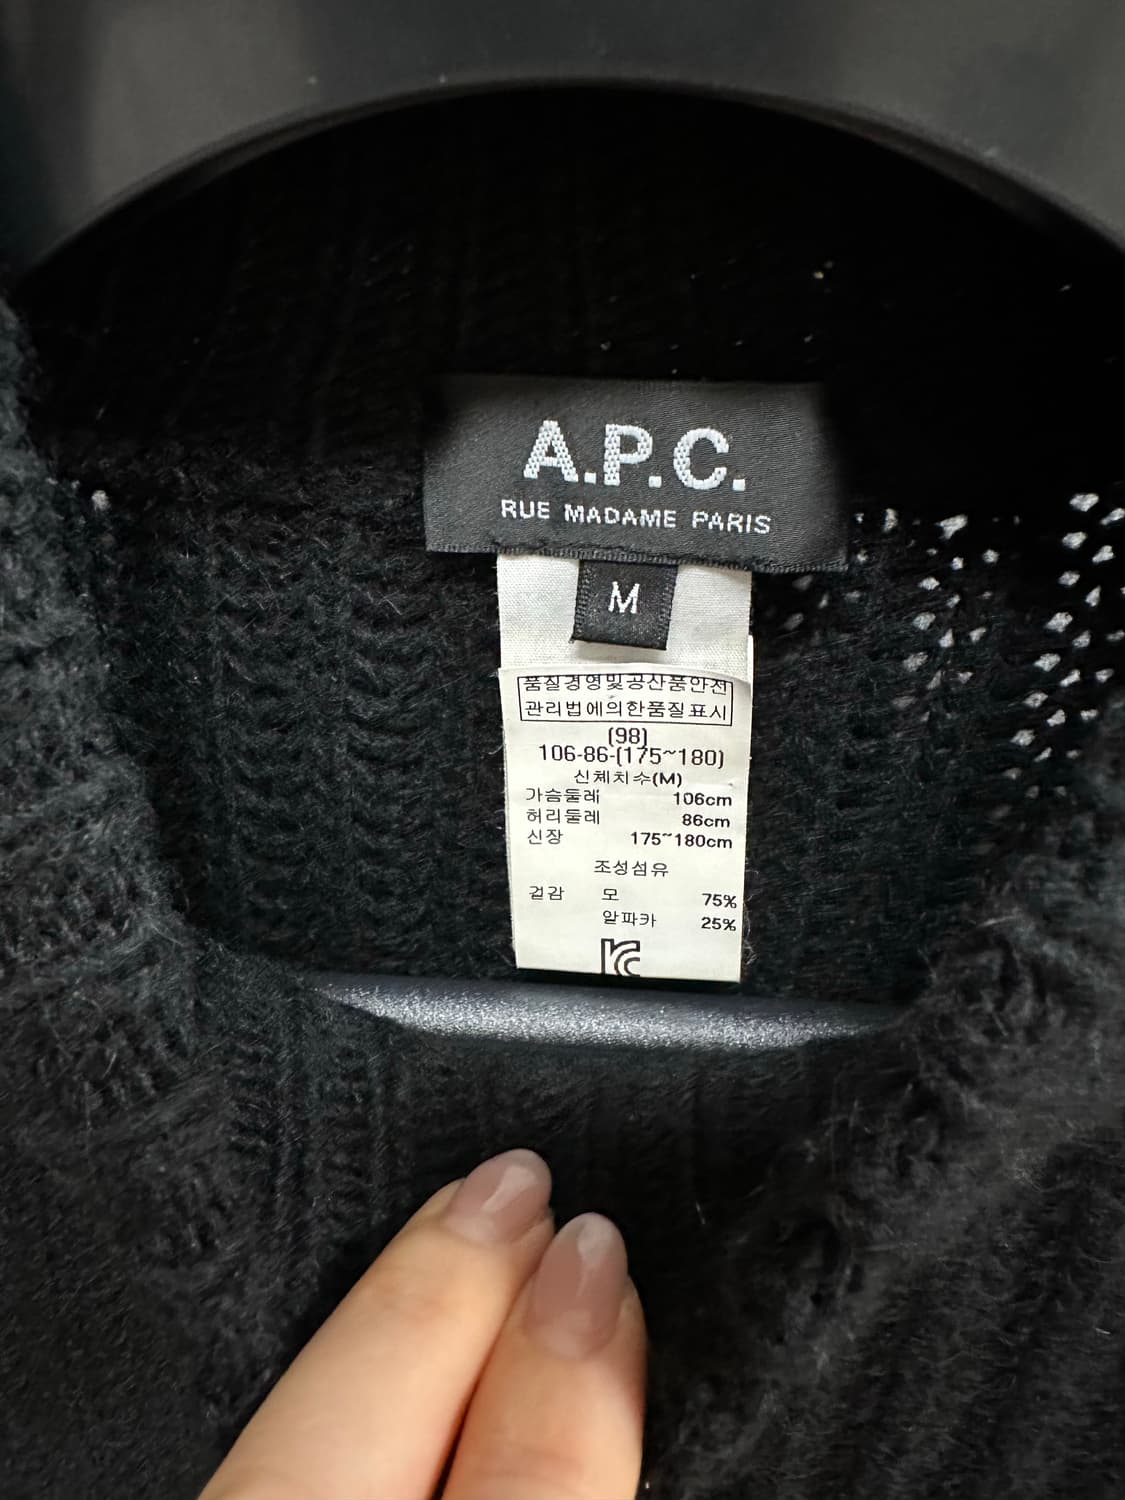 A.P.C.
RUE MADAME PARIS
M
품질경영및공산품안전
관리법에의한품질표시
(98)
106-86-(175~180)
신체치수(M)
가슴둘레 106cm
허리둘레 86cm
신장 175~180cm
조성섬유
겉감 모 75%
알파카 25%